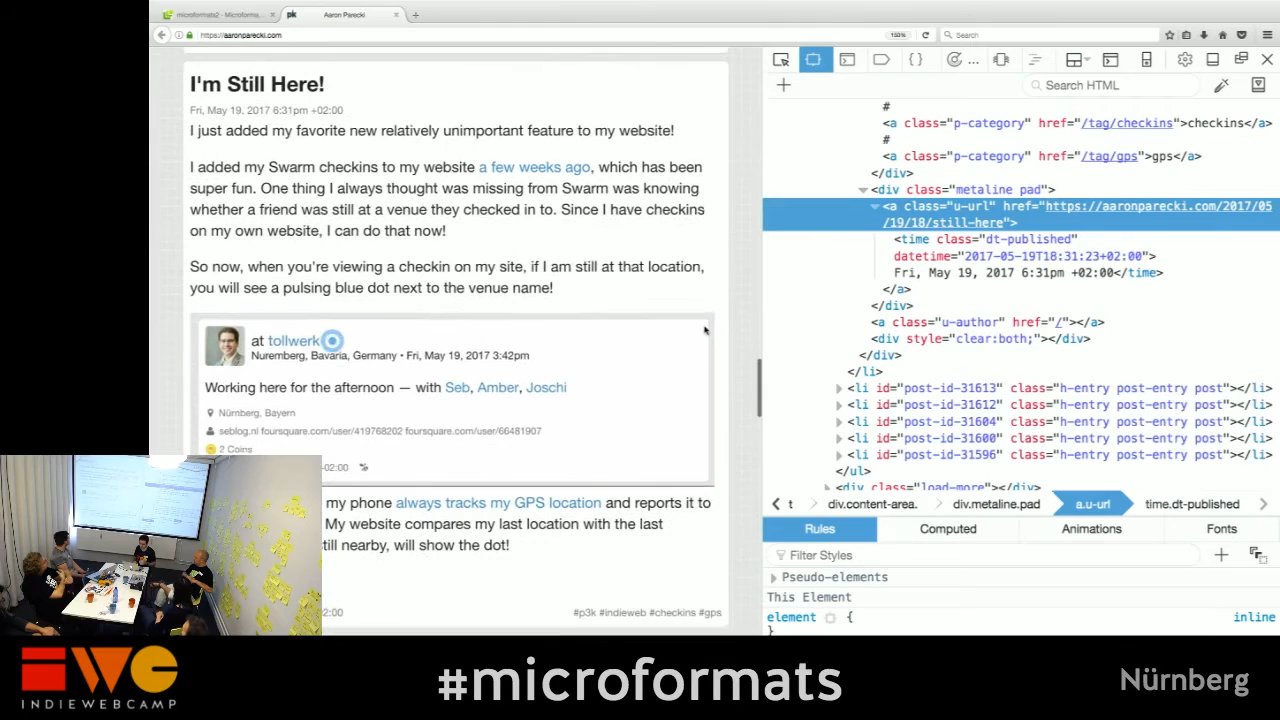 microformats2 - Microforma...
pk
Aaron Parecki
https://aaronparecki.com
150%
Search
I'm Still Here!
Fri, May 19, 2017 6:31pm +02:00
I just added my favorite new relatively unimportant feature to my website!
I added my Swarm checkins to my website a few weeks ago, which has been
super fun. One thing I always thought was missing from Swarm was knowing
whether a friend was still at a venue they checked in to. Since I have checkins
on my own website, I can do that now!
So now, when you're viewing a checkin on my site, if I am still at that location,
you will see a pulsing blue dot next to the venue name!
at tollwerk
Nuremberg, Bavaria, Germany • Fri, May 19, 2017 3:42pm
Working here for the afternoon — with Seb, Amber, Joschi
Nürnberg, Bayern
seblog.nl foursquare.com/user/419768202 foursquare.com/user/66481907
2 Coins
+02:00
my phone always tracks my GPS location and reports it to
My website compares my last location with the last
till nearby, will show the dot!
02:00
#p3k #indieweb #checkins #gps
Search HTML
#
<a class="p-category" href="/tag/checkins">checkins</a>
#
<a class="p-category" href="/tag/gps">gps</a>
</div>
<div class="metaline pad">
<a class="u-url" href="https://aaronparecki.com/2017/05
/19/18/still-here">
<time class="dt-published"
datetime="2017-05-19T18:31:23+02:00">
Fri, May 19, 2017 6:31pm +02:00</time>
</a>
</div>
<a class="u-author" href="/"></a>
<div style="clear:both;"></div>
</div>
</li>
<li id="post-id-31613" class="h-entry post-entry post"></li>
<li id="post-id-31612" class="h-entry post-entry post"></li>
<li id="post-id-31604" class="h-entry post-entry post"></li>
<li id="post-id-31600" class="h-entry post-entry post"></li>
<li id="post-id-31596" class="h-entry post-entry post"></li>
</ul>
<div class="load-more"></div>
t
div.content-area.
div.metaline.pad
a.u-url
time.dt-published
Rules
Computed
Animations
Fonts
Filter Styles
Pseudo-elements
This Element
element {
inline
}
IWC
INDIEWEBCAMP
#microformats
Nürnberg